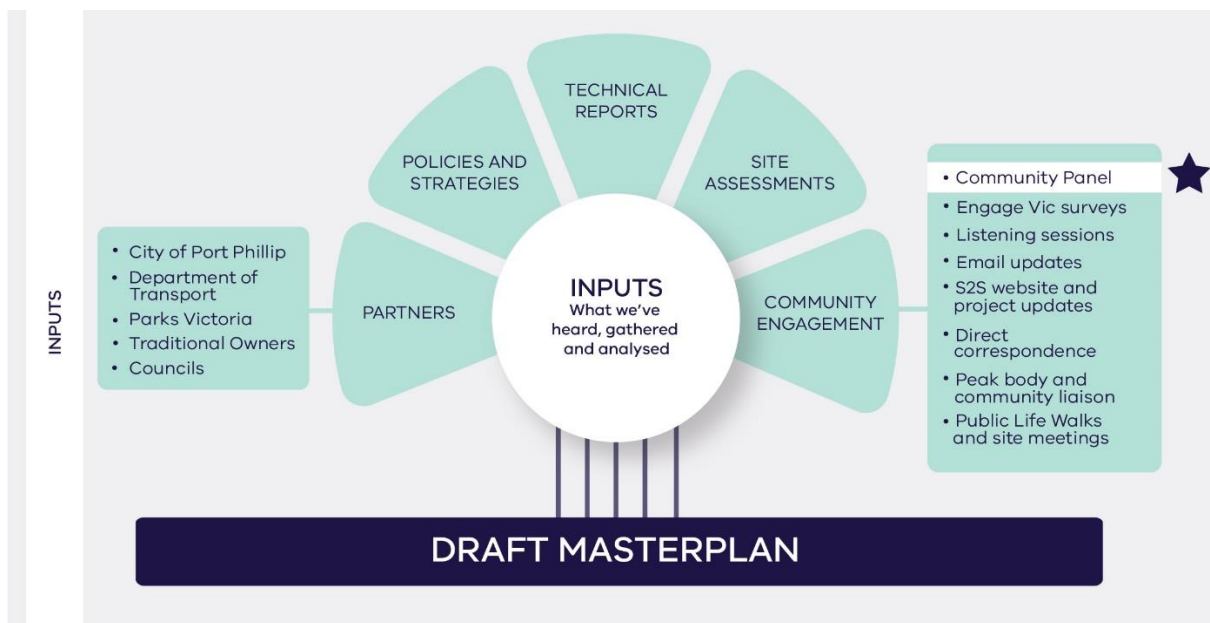 INPUTS
TECHNICAL
REPORTS
POLICIES AND
STRATEGIES
SITE
ASSESSMENTS
PARTNERS
COMMUNITY
ENGAGEMENT
INPUTS
What we've
heard, gathered
and analysed
• City of Port Phillip
• Department of
Transport
• Parks Victoria
• Traditional Owners
• Councils
• Community Panel
• Engage Vic surveys
• Listening sessions
• Email updates
• S2S website and
project updates
• Direct
correspondence
• Peak body and
community liaison
• Public Life Walks
and site meetings
DRAFT MASTERPLAN